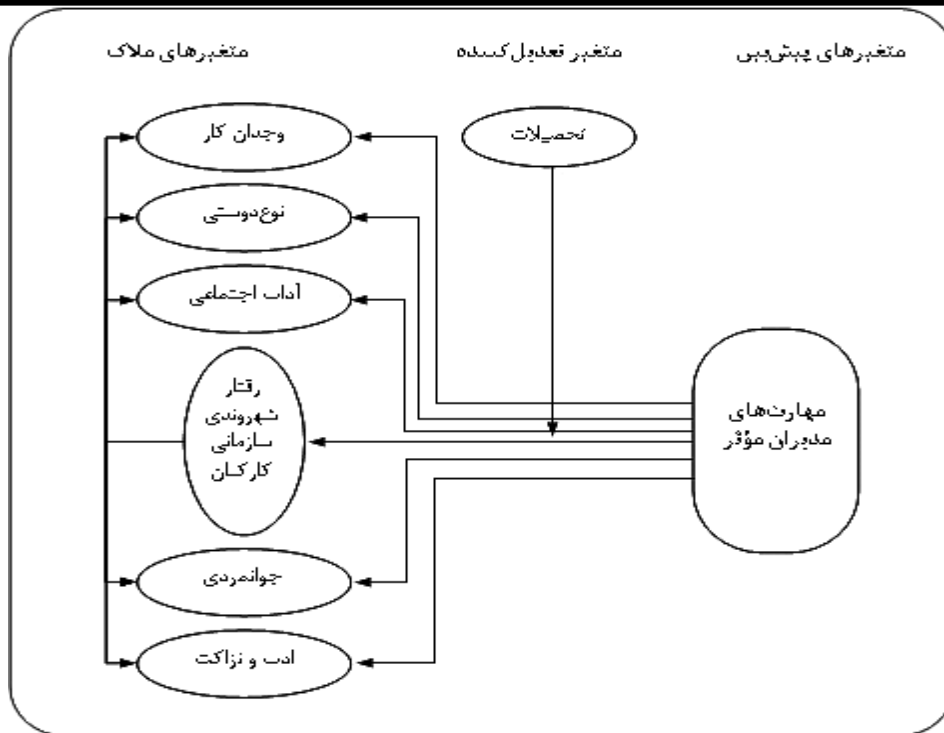 متغیرهای پیش‌بین
متغیر تعدیل‌کننده
متغیرهای ملاک
تحصیلات
وجدان کار
نوع‌دوستی
آداب اجتماعی
رفتار
شهروندی
سازمانی
کارکنان
مهارت‌های
مدیران مؤثر
جوانمردی
ادب و نزاکت